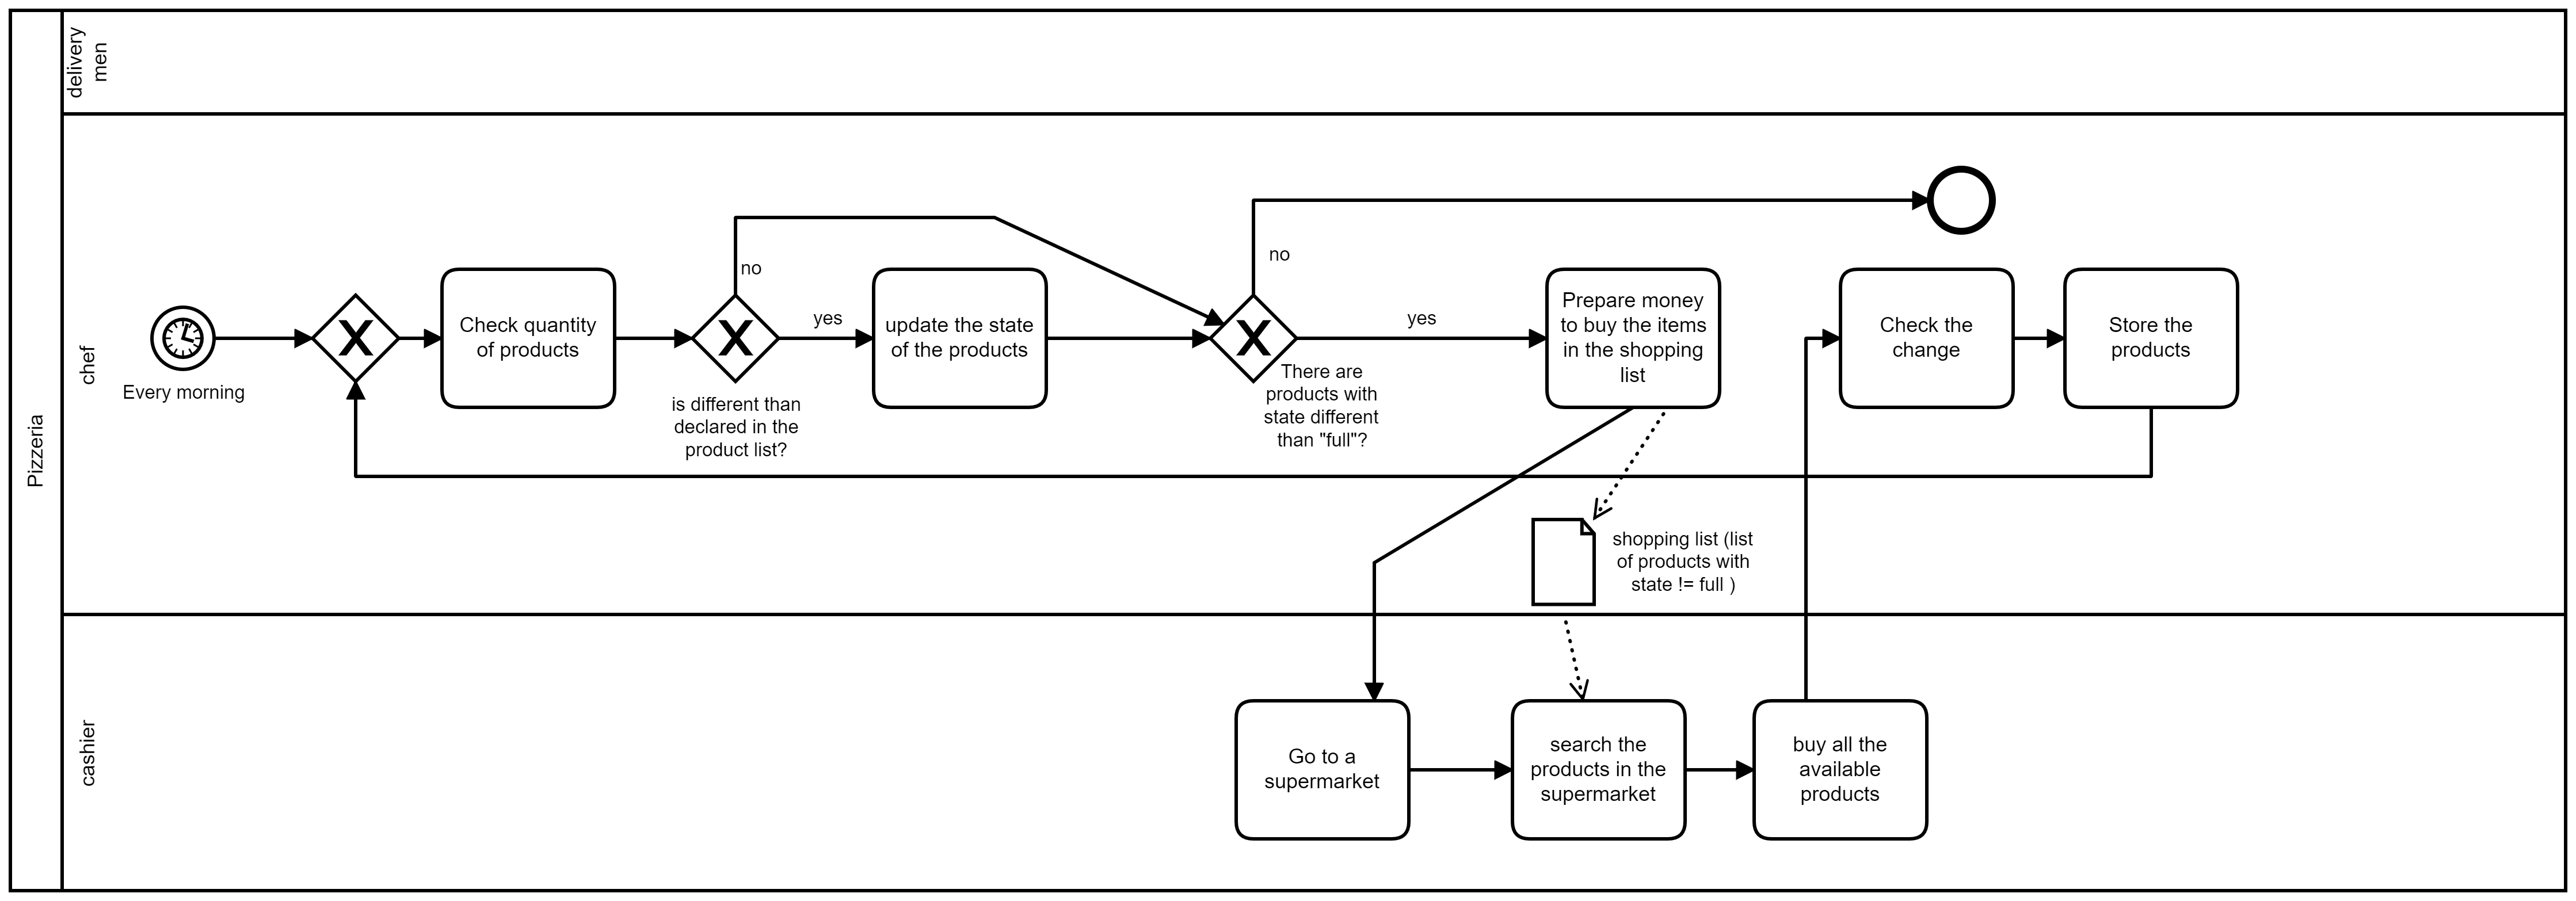 Pizzeria
delivery
men
chef
Every morning
Check quantity
of products
no
is different than
declared in the
product list?
yes
update the state
of the products
no
There are
products with
state different
than "full"?
yes
Prepare money
to buy the items
in the shopping
list
Check the
change
Store the
products
shopping list (list
of products with
state != full )
cashier
Go to a
supermarket
search the
products in the
supermarket
buy all the
available
products